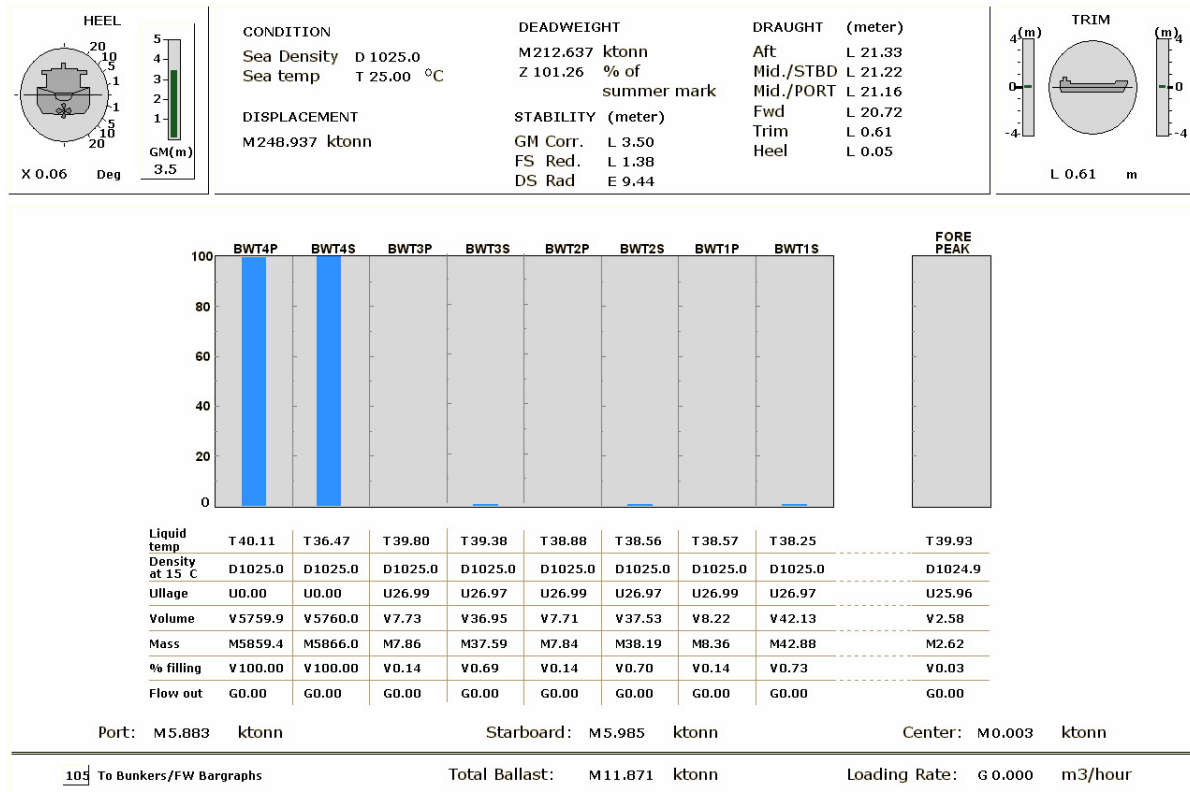 HEEL
20
10
5
1
1
5
10
20
5
4
3
2
1
GM(m)
3.5
X 0.06 Deg
CONDITION
Sea Density D 1025.0
Sea temp T 25.00 °C
DISPLACEMENT
M248.937 ktonn
DEADWEIGHT
M212.637 ktonn
Z 101.26 % of
summer mark
STABILITY (meter)
GM Corr. L 3.50
FS Red. L 1.38
DS Rad E 9.44
DRAUGHT (meter)
Aft L 21.33
Mid./STBD L 21.22
Mid./PORT L 21.16
Fwd L 20.72
Trim L 0.61
Heel L 0.05
TRIM
(m) (m)
4 4
0 0
-4 -4
L 0.61 m
BWT4P BWT4S BWT3P BWT3S BWT2P BWT2S BWT1P BWT1S FORE
PEAK
100
80
60
40
20
0
Liquid
temp T40.11 T36.47 T39.80 T39.38 T38.88 T38.56 T38.57 T38.25 T39.93
Density
at 15 C D1025.0 D1025.0 D1025.0 D1025.0 D1025.0 D1025.0 D1025.0 D1025.0 D1024.9
Ullage U0.00 U0.00 U26.99 U26.97 U26.99 U26.97 U26.99 U26.97 U25.96
Volume V5759.9 V5760.0 V7.73 V36.95 V7.71 V37.53 V8.22 V42.13 V2.58
Mass M5859.4 M5866.0 M7.86 M37.59 M7.84 M38.19 M8.36 M42.88 M2.62
% filling V100.00 V100.00 V0.14 V0.69 V0.14 V0.70 V0.14 V0.73 V0.03
Flow out G0.00 G0.00 G0.00 G0.00 G0.00 G0.00 G0.00 G0.00 G0.00
Port: M5.883 ktonn Starboard: M5.985 ktonn Center: M0.003 ktonn
105 To Bunkers/FW Bargraphs Total Ballast: M11.871 ktonn Loading Rate: G 0.000 m3/hour